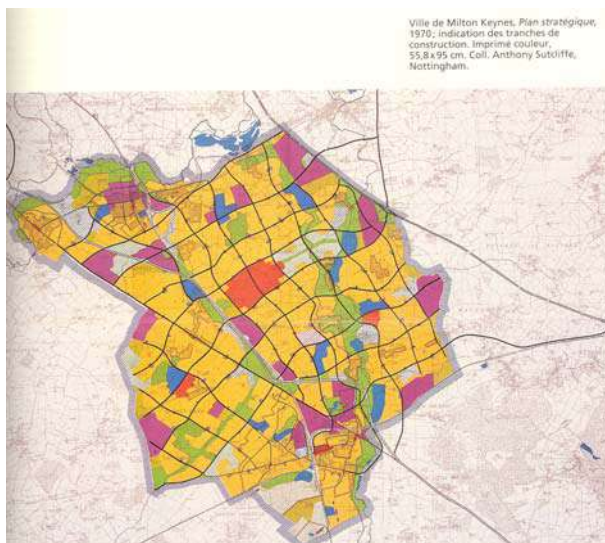 Ville de Milton Keynes, Plan stratégique,
1970; indication des tranches de
construction. Imprimé couleur,
55,8x95 cm. Coll. Anthony Sutcliffe,
Nottingham.